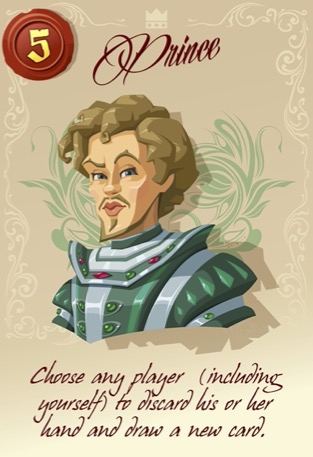 5
Prince
Choose any player (including
yourself) to discard his or her
hand and draw a new card.